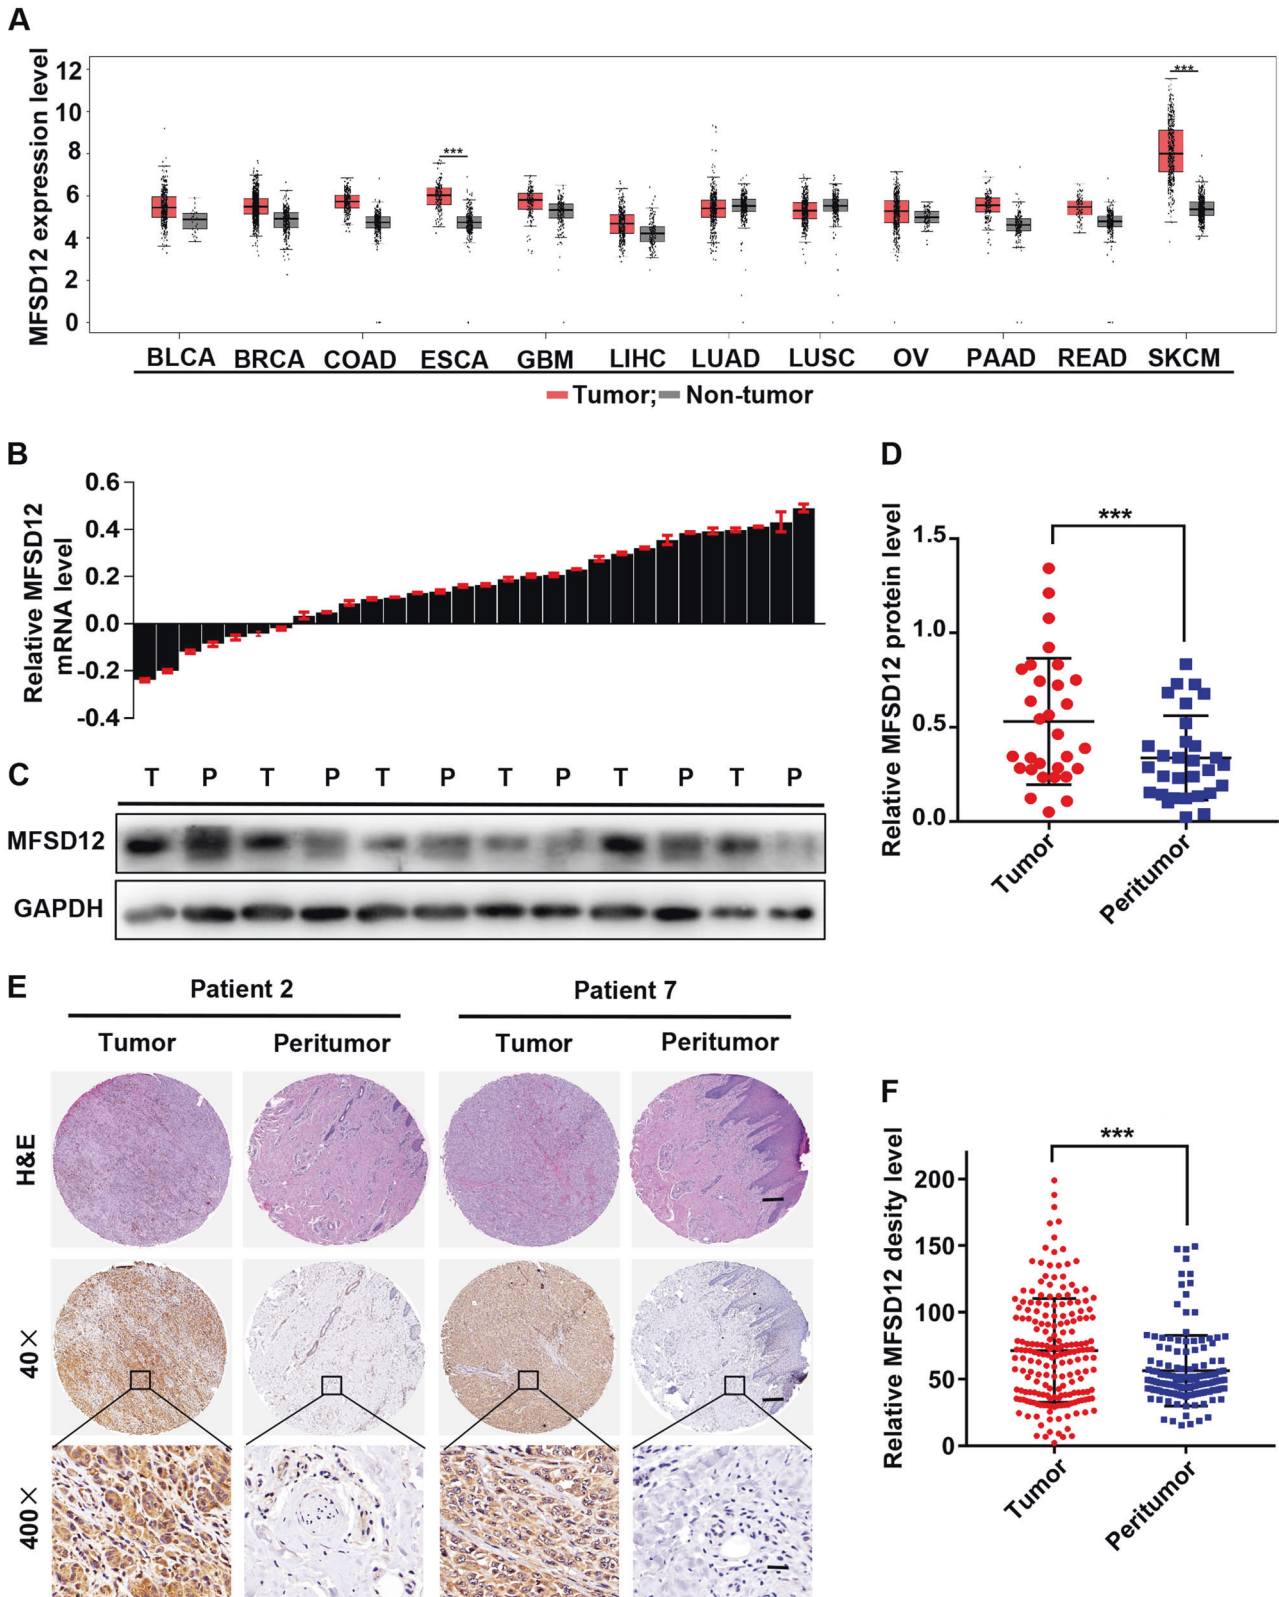 A
MFSD12 expression level
12
10
8
6
4
2
0
***
***
BLCA BRCA COAD ESCA GBM LIHC LUAD LUSC OV PAAD READ SKCM
Tumor; Non-tumor
B
Relative MFSD12
mRNA level
0.6
0.4
0.2
0.0
-0.2
-0.4
C
T P T P T P T P T P T P
MFSD12
GAPDH
D
Relative MFSD12 protein level
1.5
1.0
0.5
0.0
***
Tumor
Peritumor
E
Patient 2 Patient 7
Tumor Peritumor Tumor Peritumor
H&E
40×
400×
F
Relative MFSD12 desity level
200
150
100
50
0
***
Tumor
Peritumor